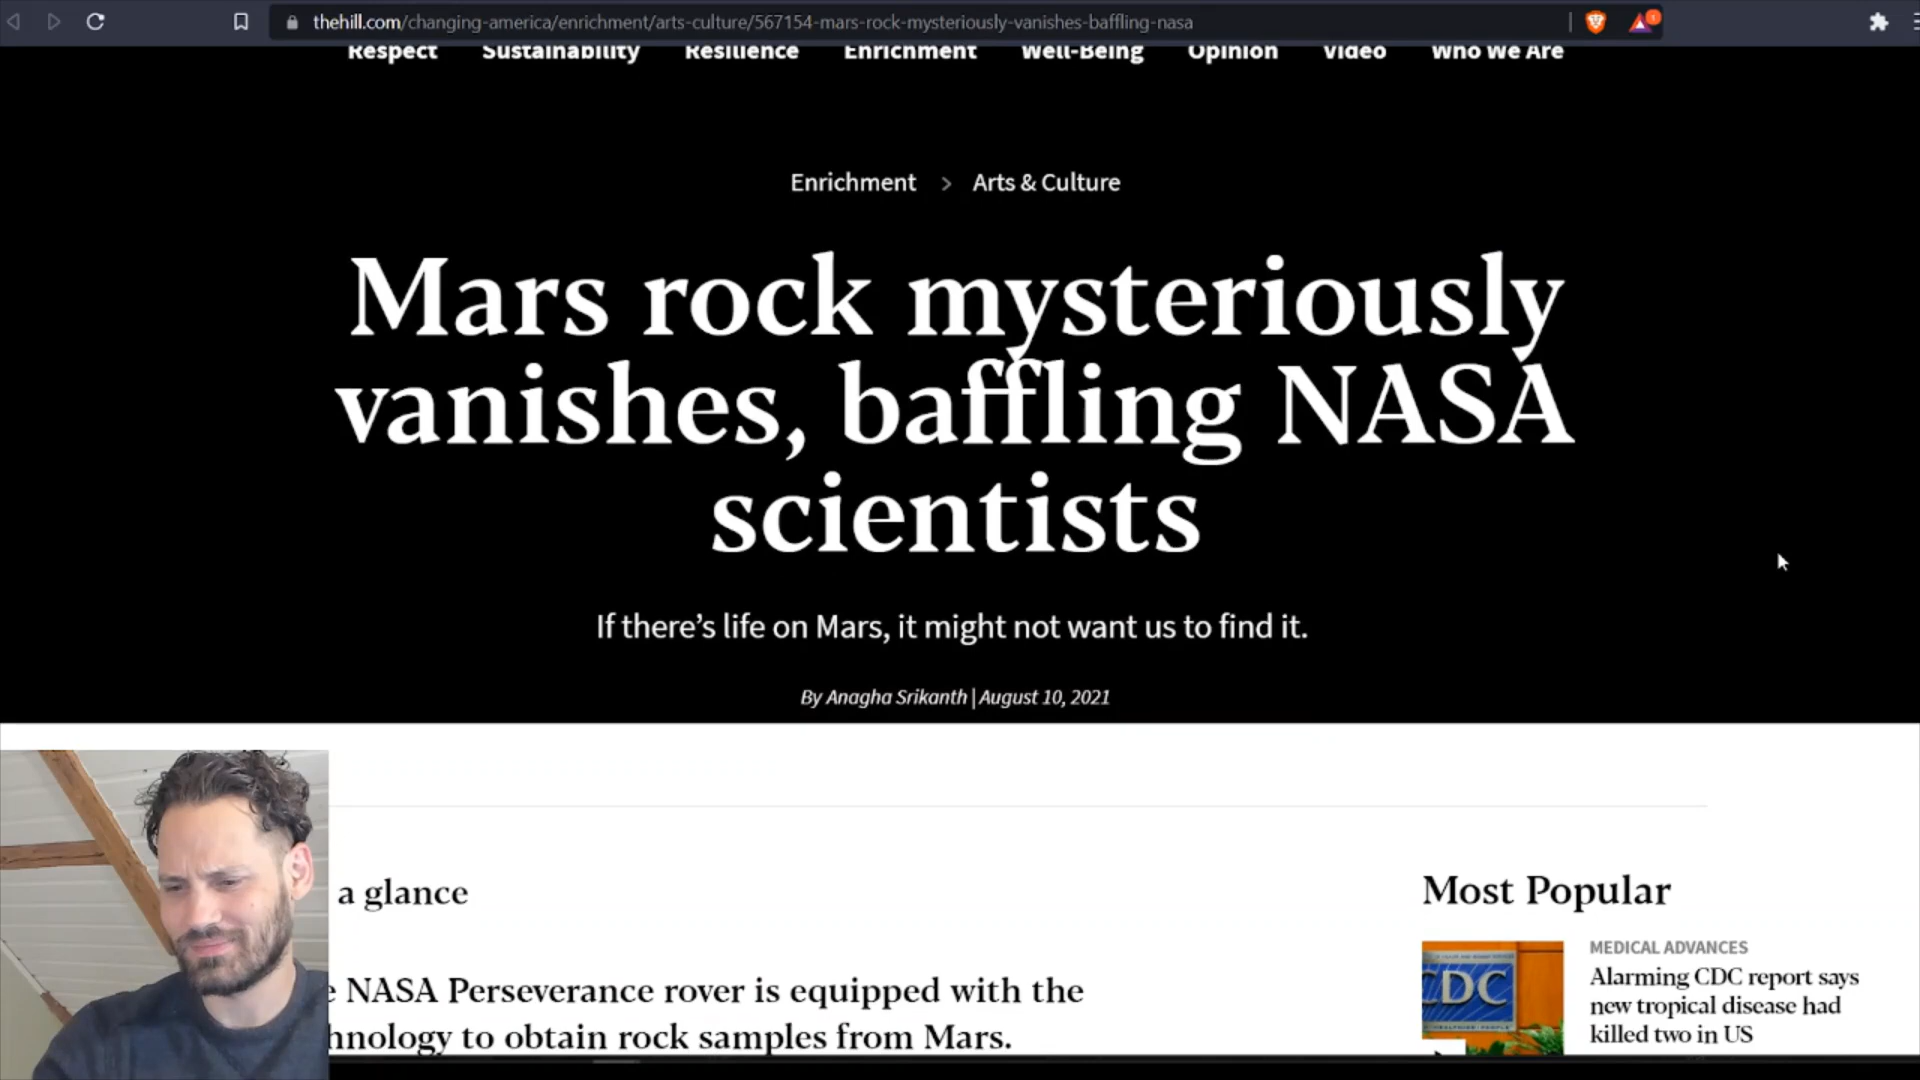 thehill.com/changing-america/enrichment/arts-culture/567154-mars-rock-mysteriously-vanishes-baffling-nasa
Respect Sustainability Resilience Enrichment Well-Being Opinion Video Who We Are
Enrichment > Arts & Culture
Mars rock mysteriously
vanishes, baffling NASA
scientists
If there's life on Mars, it might not want us to find it.
By Anagha Srikanth | August 10, 2021
a glance
e NASA Perseverance rover is equipped with the
hnology to obtain rock samples from Mars.
Most Popular
MEDICAL ADVANCES
Alarming CDC report says
new tropical disease had
killed two in US
CDC